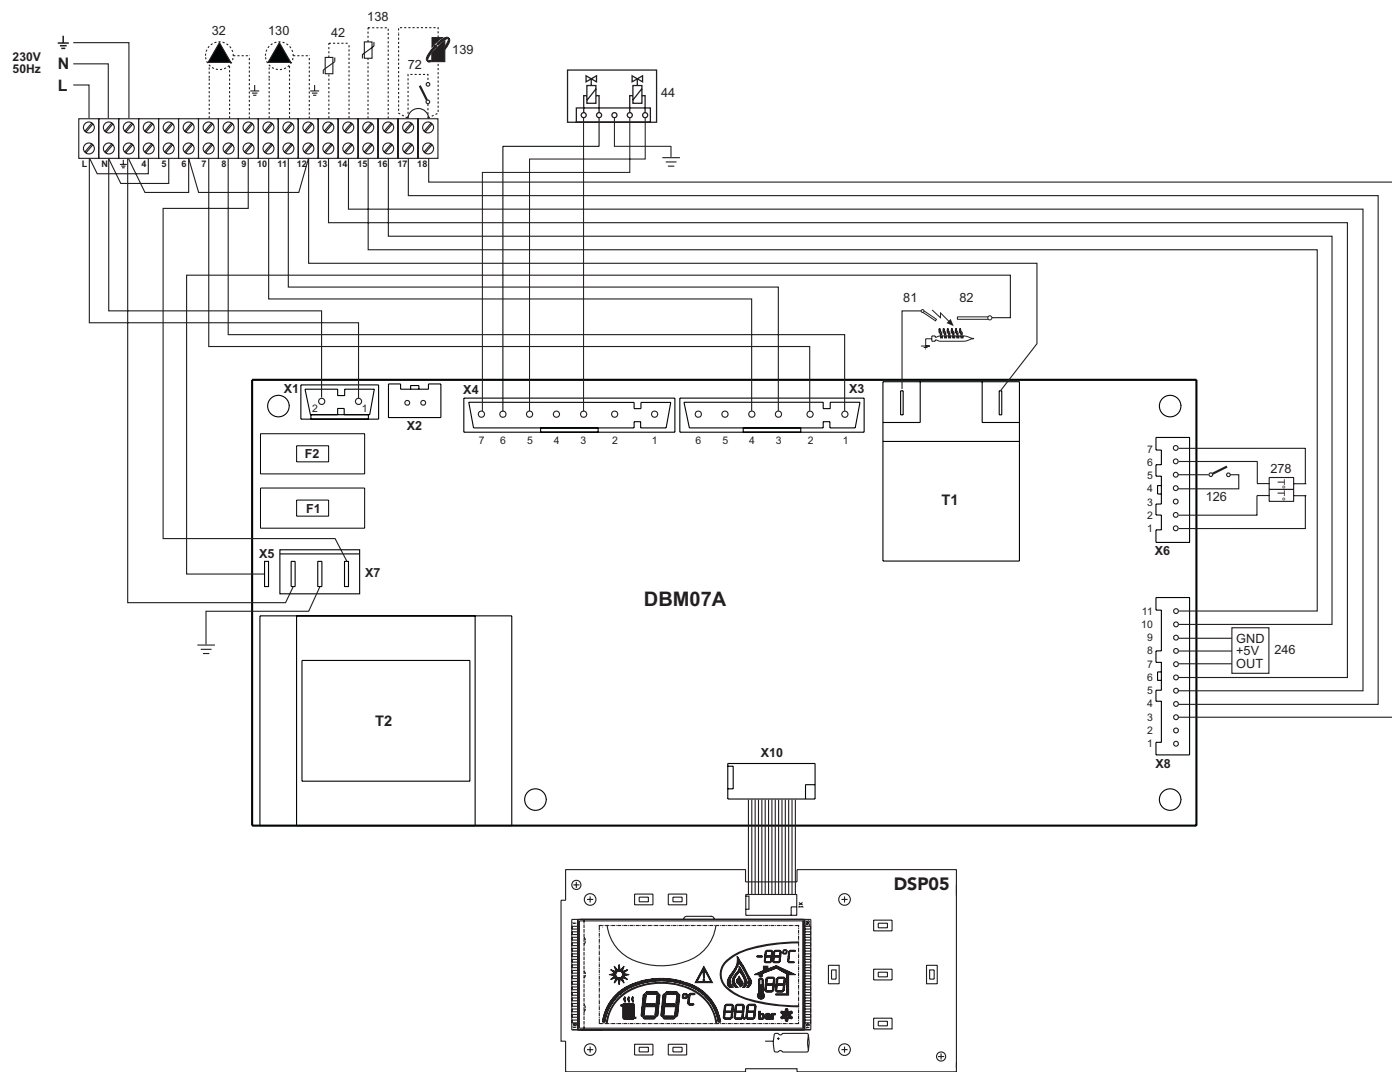 32 130 42 138
139
72
230V
50Hz
N
L
44
L N 4 5 6 7 8 9 10 11 12 13 14 15 16 17 18
81 82
X1
2 1
X2
X4
7 6 5 4 3 2 1
X3
6 5 4 3 2 1
F2
F1
T1
X5
X7
7
6
5
4
3
2
1
X6
278
126
DBM07A
11
10
9
8
7
6
5
4
3
2
1
X8
GND
+5V
OUT
246
T2
X10
DSP05
-88°C
88
88°C
88.8 bar